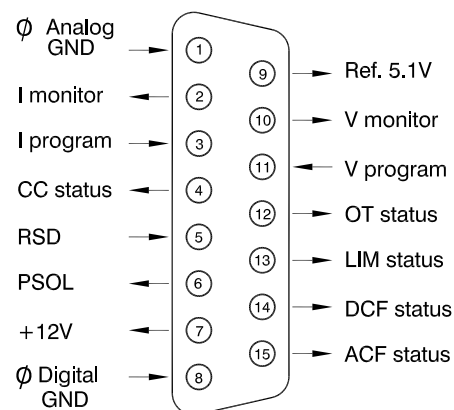 Ø Analog
GND
1
I monitor
2
I program
3
CC status
4
RSD
5
PSOL
6
+12V
7
Ø Digital
GND
8
9
Ref. 5.1V
10
V monitor
11
V program
12
OT status
13
LIM status
14
DCF status
15
ACF status